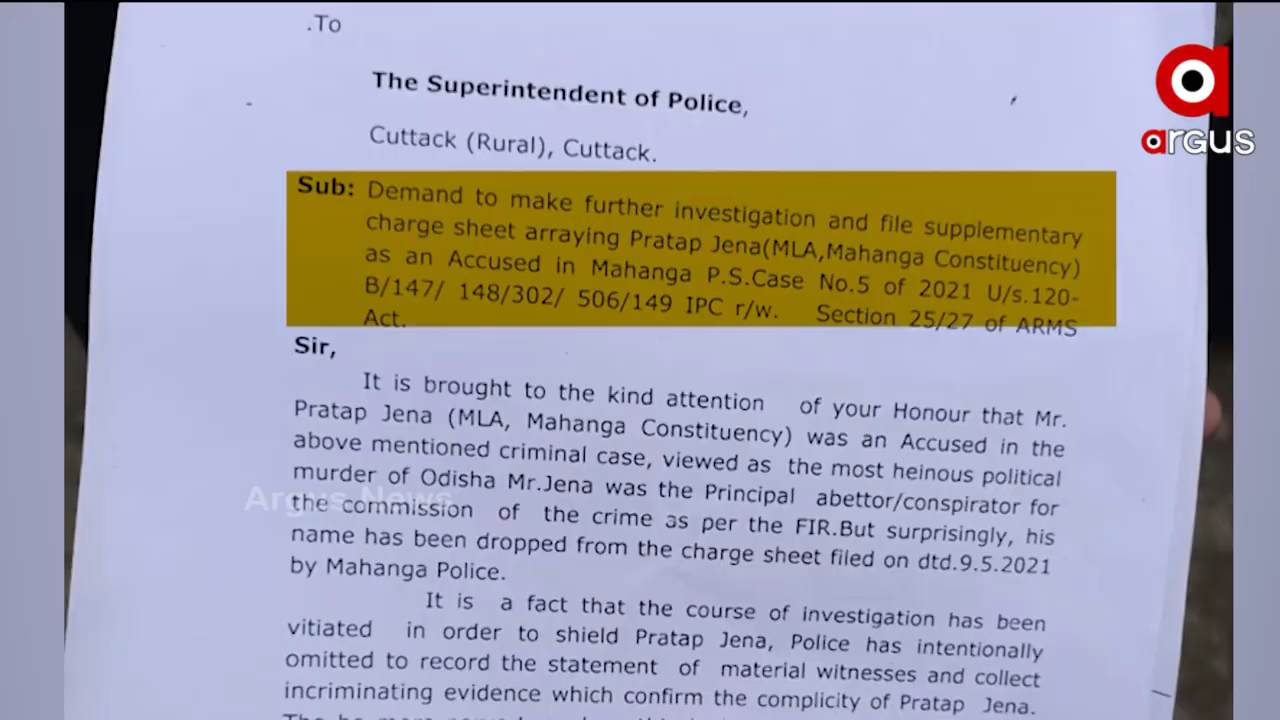 .To
The Superintendent of Police,
Cuttack (Rural), Cuttack.
Sub: Demand to make further investigation and file supplementary
charge sheet arraying Pratap Jena(MLA,Mahanga Constituency)
as an Accused in Mahanga P.S.Case No.5 of 2021 U/s.120-
B/147/ 148/302/ 506/149 IPC r/w. Section 25/27 of ARMS
Act.
Sir,
It is brought to the kind attention of your Honour that Mr.
Pratap Jena (MLA, Mahanga Constituency) was an Accused in the
above mentioned criminal case, viewed as the most heinous political
murder of Odisha Mr.Jena was the Principal abettor/conspirator for
the commission of the crime as per the FIR.But surprisingly, his
name has been dropped from the charge sheet filed on dtd.9.5.2021
by Mahanga Police.
It is a fact that the course of investigation has been
vitiated in order to shield Pratap Jena, Police has intentionally
omitted to record the statement of material witnesses and collect
incriminating evidence which confirm the complicity of Pratap Jena.
argus
Argus News